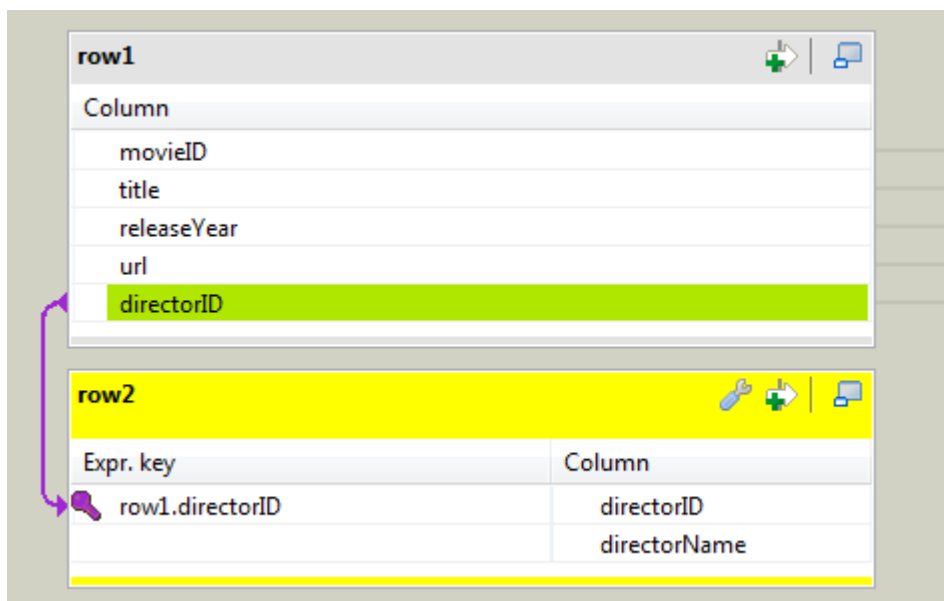 row1
Column
movieID
title
releaseYear
url
directorID
row2
Expr. key Column
row1.directorID directorID
directorName